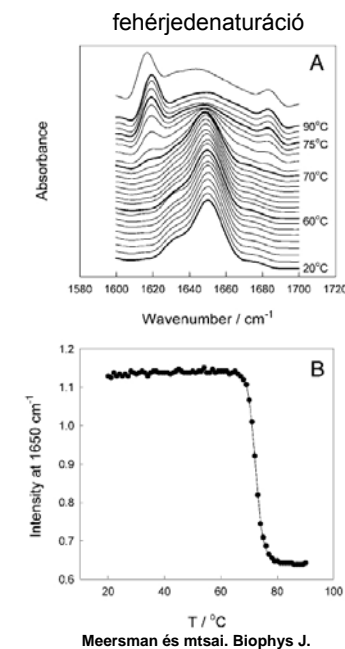 fehérjedenaturáció
A
Absorbance
90°C
75°C
70°C
60°C
20°C
1580 1600 1620 1640 1660 1680 1700 1720
Wavenumber / cm⁻¹
B
Intensity at 1650 cm⁻¹
1.2
1.1
1.0
0.9
0.8
0.7
0.6
0 20 40 60 80 100
T / °C
Meersman és mtsai. Biophys J.